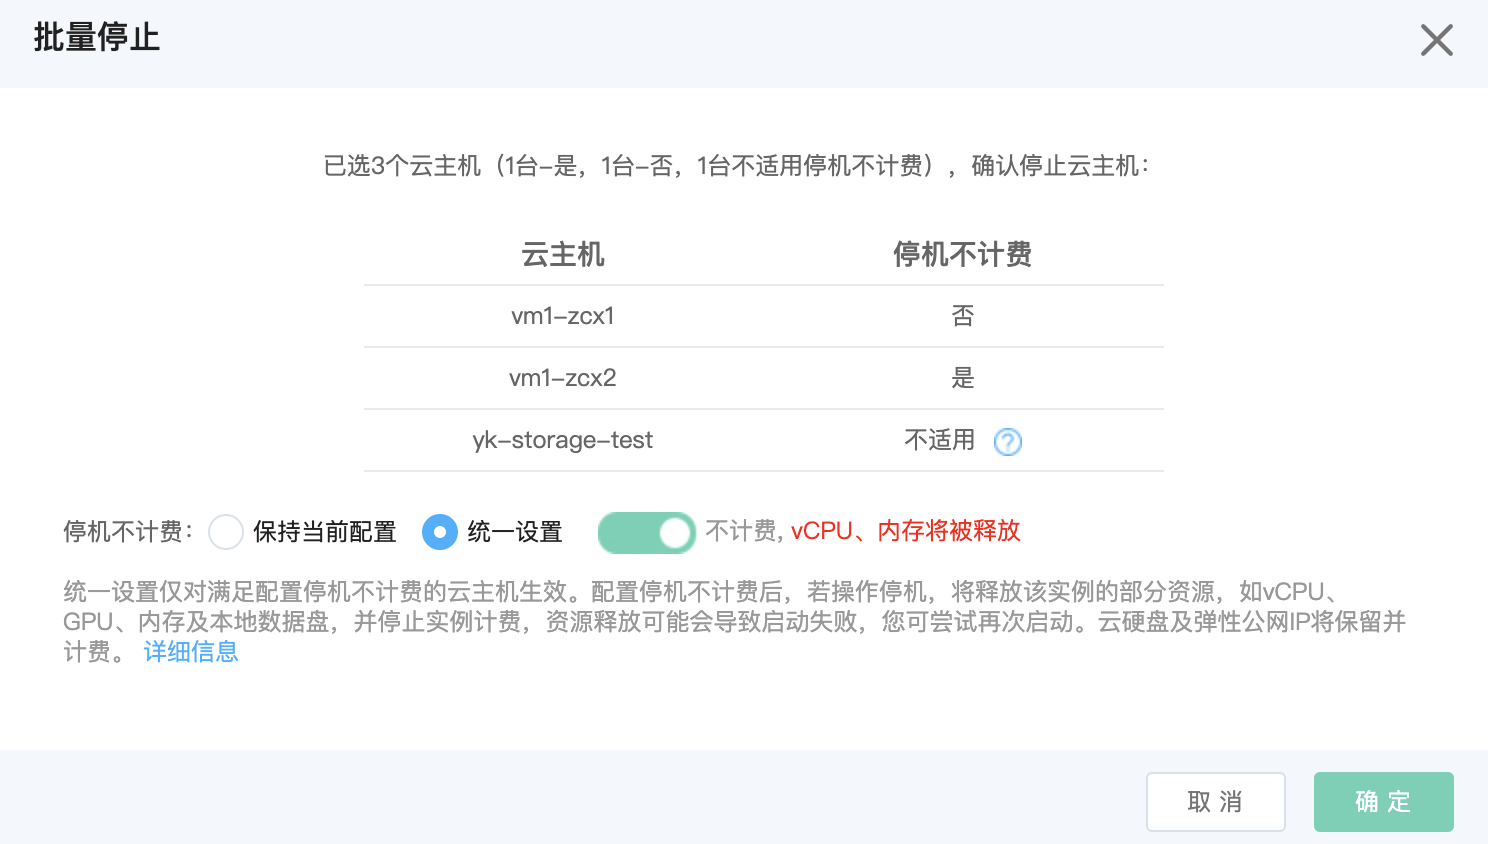 批量停止
已选3个云主机（1台-是，1台-否，1台不适用停机不计费），确认停止云主机：
云主机 停机不计费
vm1-zcx1 否
vm1-zcx2 是
yk-storage-test 不适用 ?
停机不计费： 保持当前配置 统一设置 不计费, vCPU、内存将被释放
统一设置仅对满足配置停机不计费的云主机生效。配置停机不计费后，若操作停机，将释放该实例的部分资源，如vCPU、
GPU、内存及本地数据盘，并停止实例计费，资源释放可能会导致启动失败，您可尝试再次启动。云硬盘及弹性公网IP将保留并
计费。 详细信息
取 消 确 定